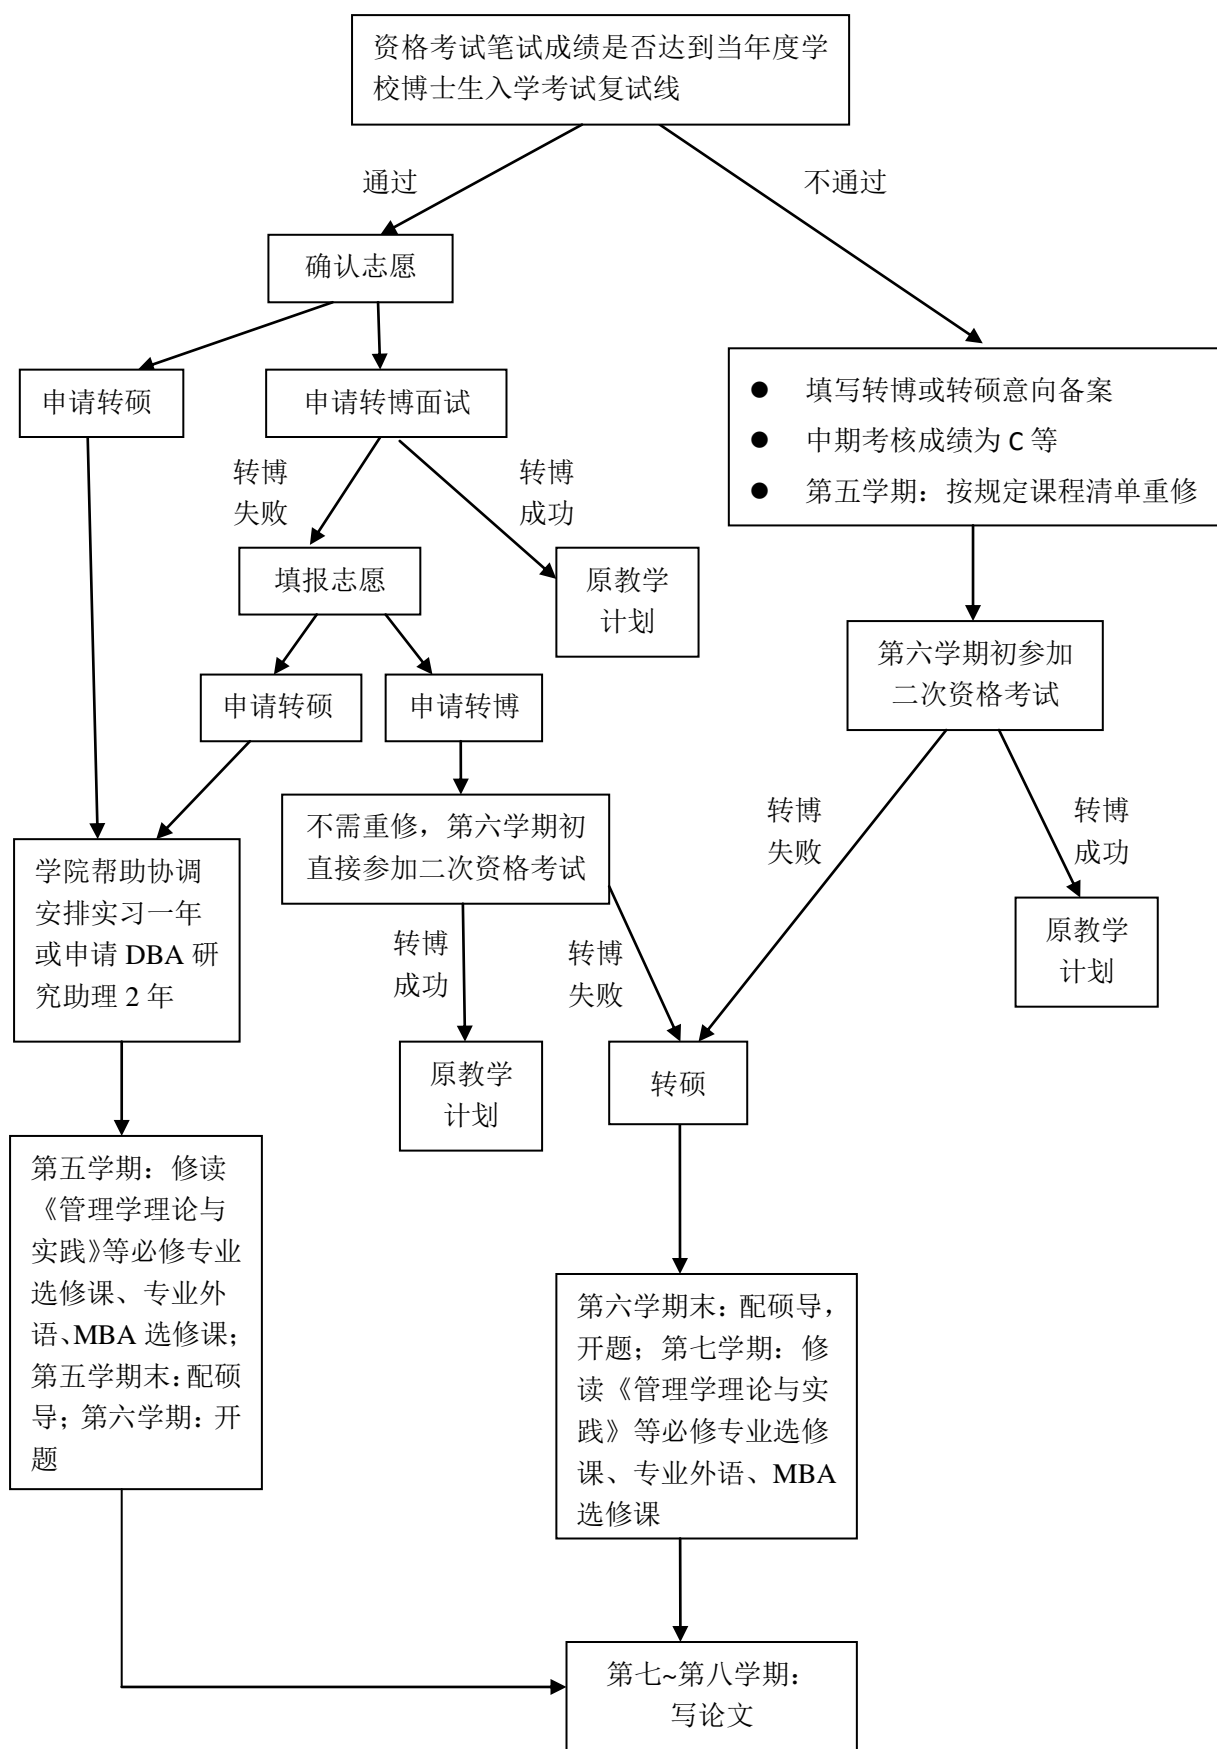 资格考试笔试成绩是否达到当年度学
校博士生入学考试复试线
通过
不通过
确认志愿
申请转硕
申请转博面试
● 填写转博或转硕意向备案
● 中期考核成绩为 C 等
● 第五学期：按规定课程清单重修
转博
失败
转博
成功
填报志愿
原教学
计划
第六学期初参加
二次资格考试
申请转硕
申请转博
不需重修，第六学期初
直接参加二次资格考试
转博
失败
转博
成功
学院帮助协调
安排实习一年
或申请 DBA 研
究助理 2 年
转博
成功
转博
失败
原教学
计划
原教学
计划
转硕
第五学期：修读
《管理学理论与
实践》等必修专业
选修课、专业外
语、MBA 选修课；
第五学期末：配硕
导；第六学期：开
题
第六学期末：配硕导，
开题；第七学期：修
读《管理学理论与实
践》等必修专业选修
课、专业外语、MBA
选修课
第七~第八学期：
写论文